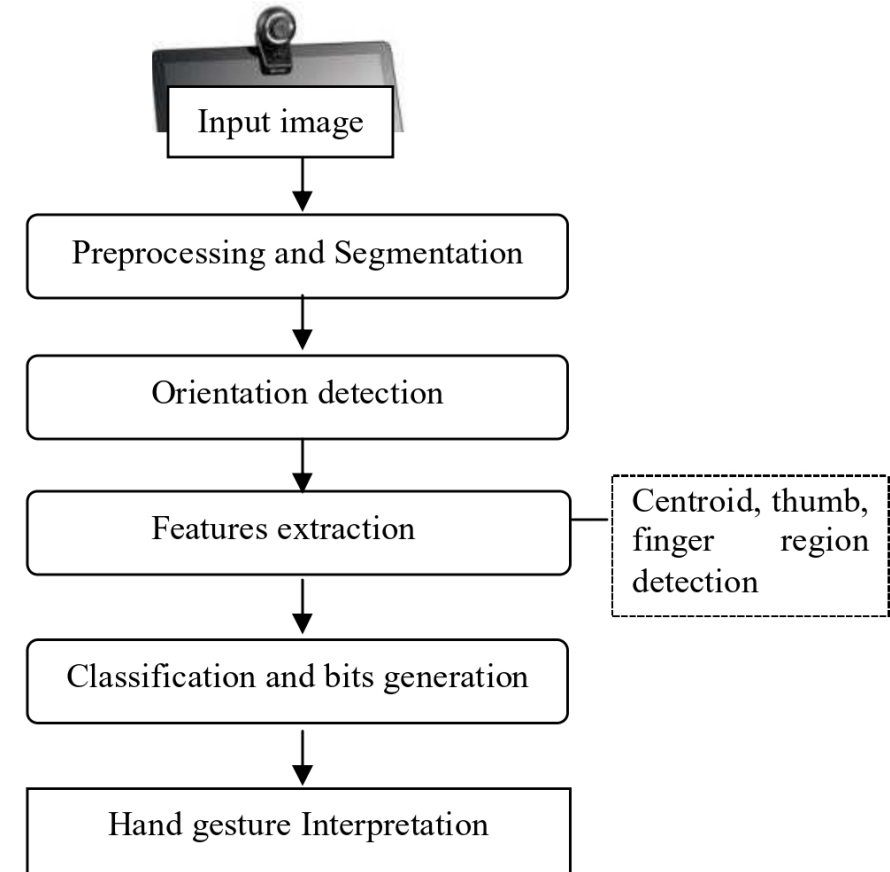 Input image
Preprocessing and Segmentation
Orientation detection
Features extraction
Centroid, thumb,
finger region
detection
Classification and bits generation
Hand gesture Interpretation